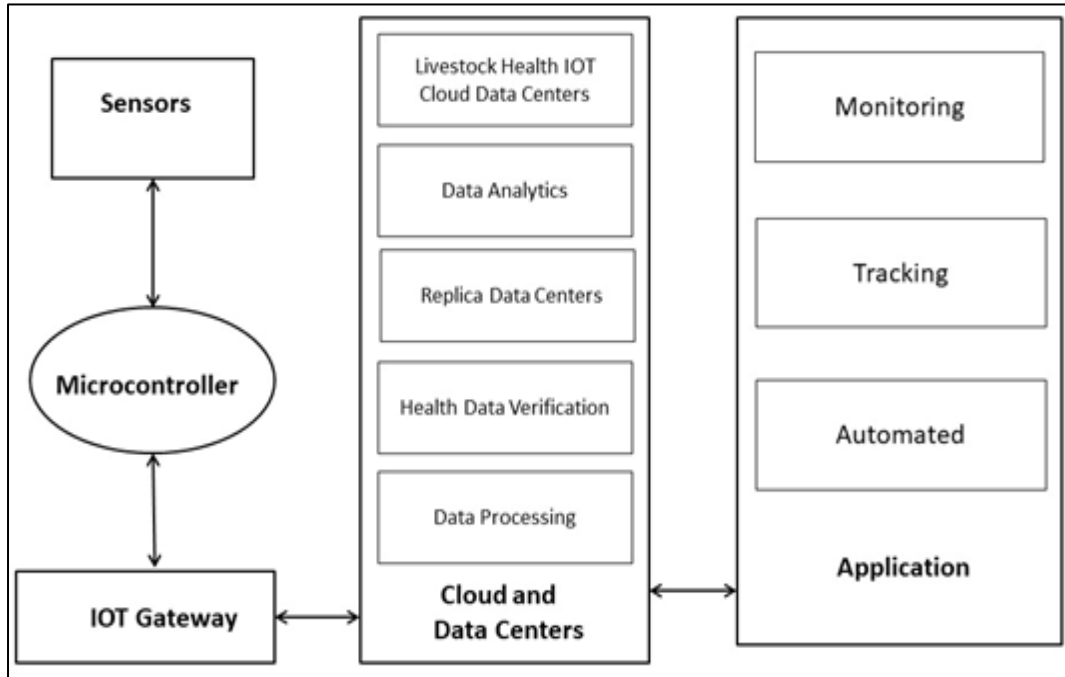 Sensors
Microcontroller
IOT Gateway
Livestock Health IOT
Cloud Data Centers
Data Analytics
Replica Data Centers
Health Data Verification
Data Processing
Cloud and
Data Centers
Monitoring
Tracking
Automated
Application